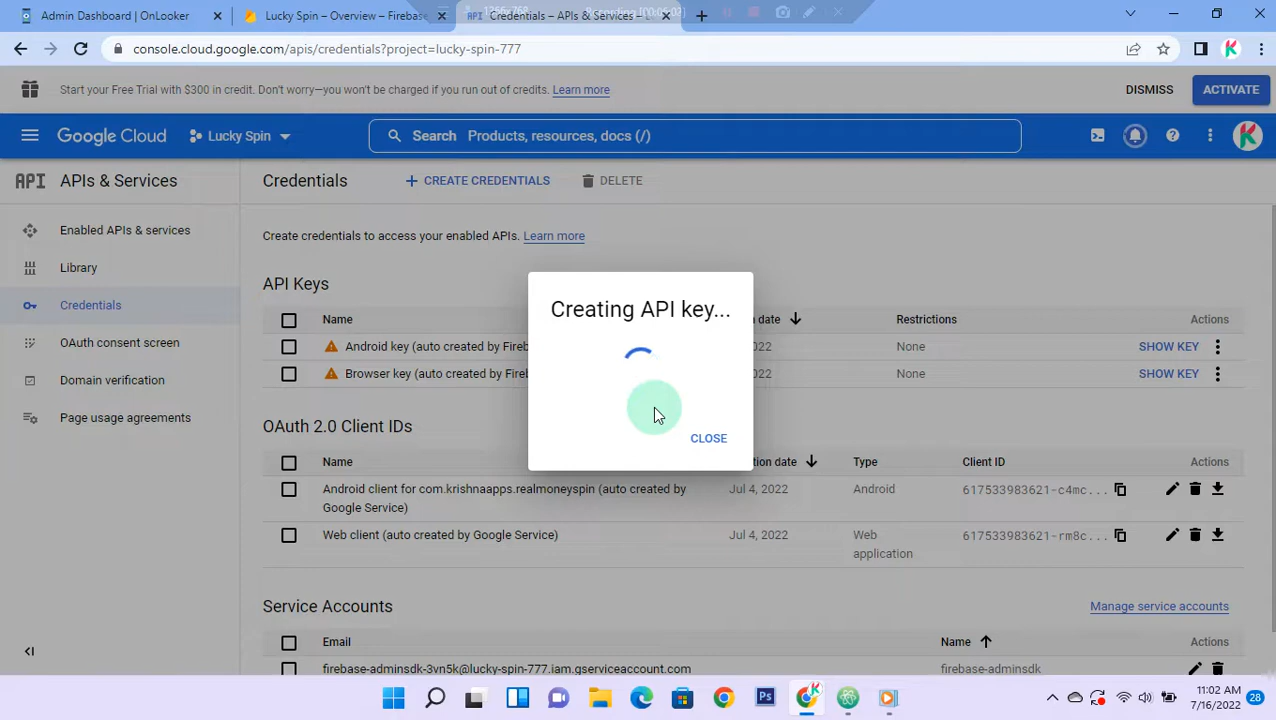 Admin Dashboard | OnLooker
Lucky Spin – Overview – Firebase
API Credentials – APIs & Services –
console.cloud.google.com/apis/credentials?project=lucky-spin-777
Start your Free Trial with $300 in credit. Don't worry—you won't be charged if you run out of credits. Learn more
DISMISS
ACTIVATE
Google Cloud
Lucky Spin
Search Products, resources, docs (/)
API APIs & Services
Credentials
+ CREATE CREDENTIALS
DELETE
Enabled APIs & services
Library
Credentials
OAuth consent screen
Domain verification
Page usage agreements
Create credentials to access your enabled APIs. Learn more
API Keys
Name
Restrictions
Actions
Android key (auto created by
2022
None
SHOW KEY
Browser key (auto created by
2022
None
SHOW KEY
Creating API key...
CLOSE
OAuth 2.0 Client IDs
Name
date
Type
Client ID
Actions
Android client for com.krishnaapps.realmoneyspin (auto created by
Google Service)
Jul 4, 2022
Android
617533983621-c4mc...
Web client (auto created by Google Service)
Jul 4, 2022
Web
application
617533983621-rm8c...
Service Accounts
Manage service accounts
Email
Name
Actions
firebase-adminsdk-3vn5k@lucky-spin-777.iam.gserviceaccount.com
firebase-adminsdk
11:02 AM
7/16/2022
28